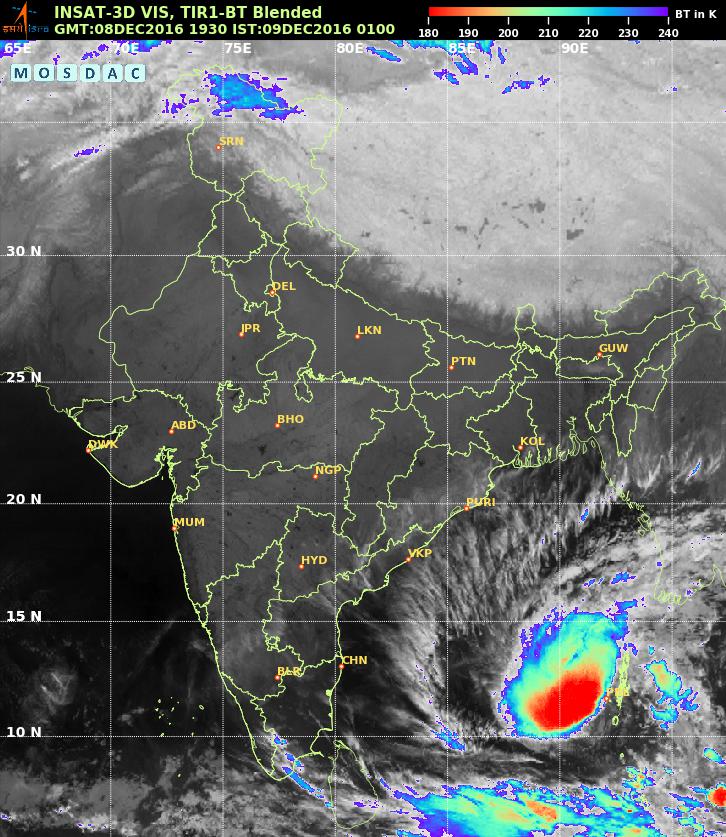 INSAT-3D VIS, TIR1-BT Blended
GMT:08DEC2016 1930 IST:09DEC2016 0100
BT in K
180 190 200 210 220 230 240
65E 70E 75E 80E 85E 90E
M O S D A C
SRN
30 N
DEL
JPR
LKN
GUW
PTN
25 N
ABD
BHO
DWK
KOL
NGP
20 N
PURI
MUM
VKP
HYD
15 N
CHN
BLR
10 N